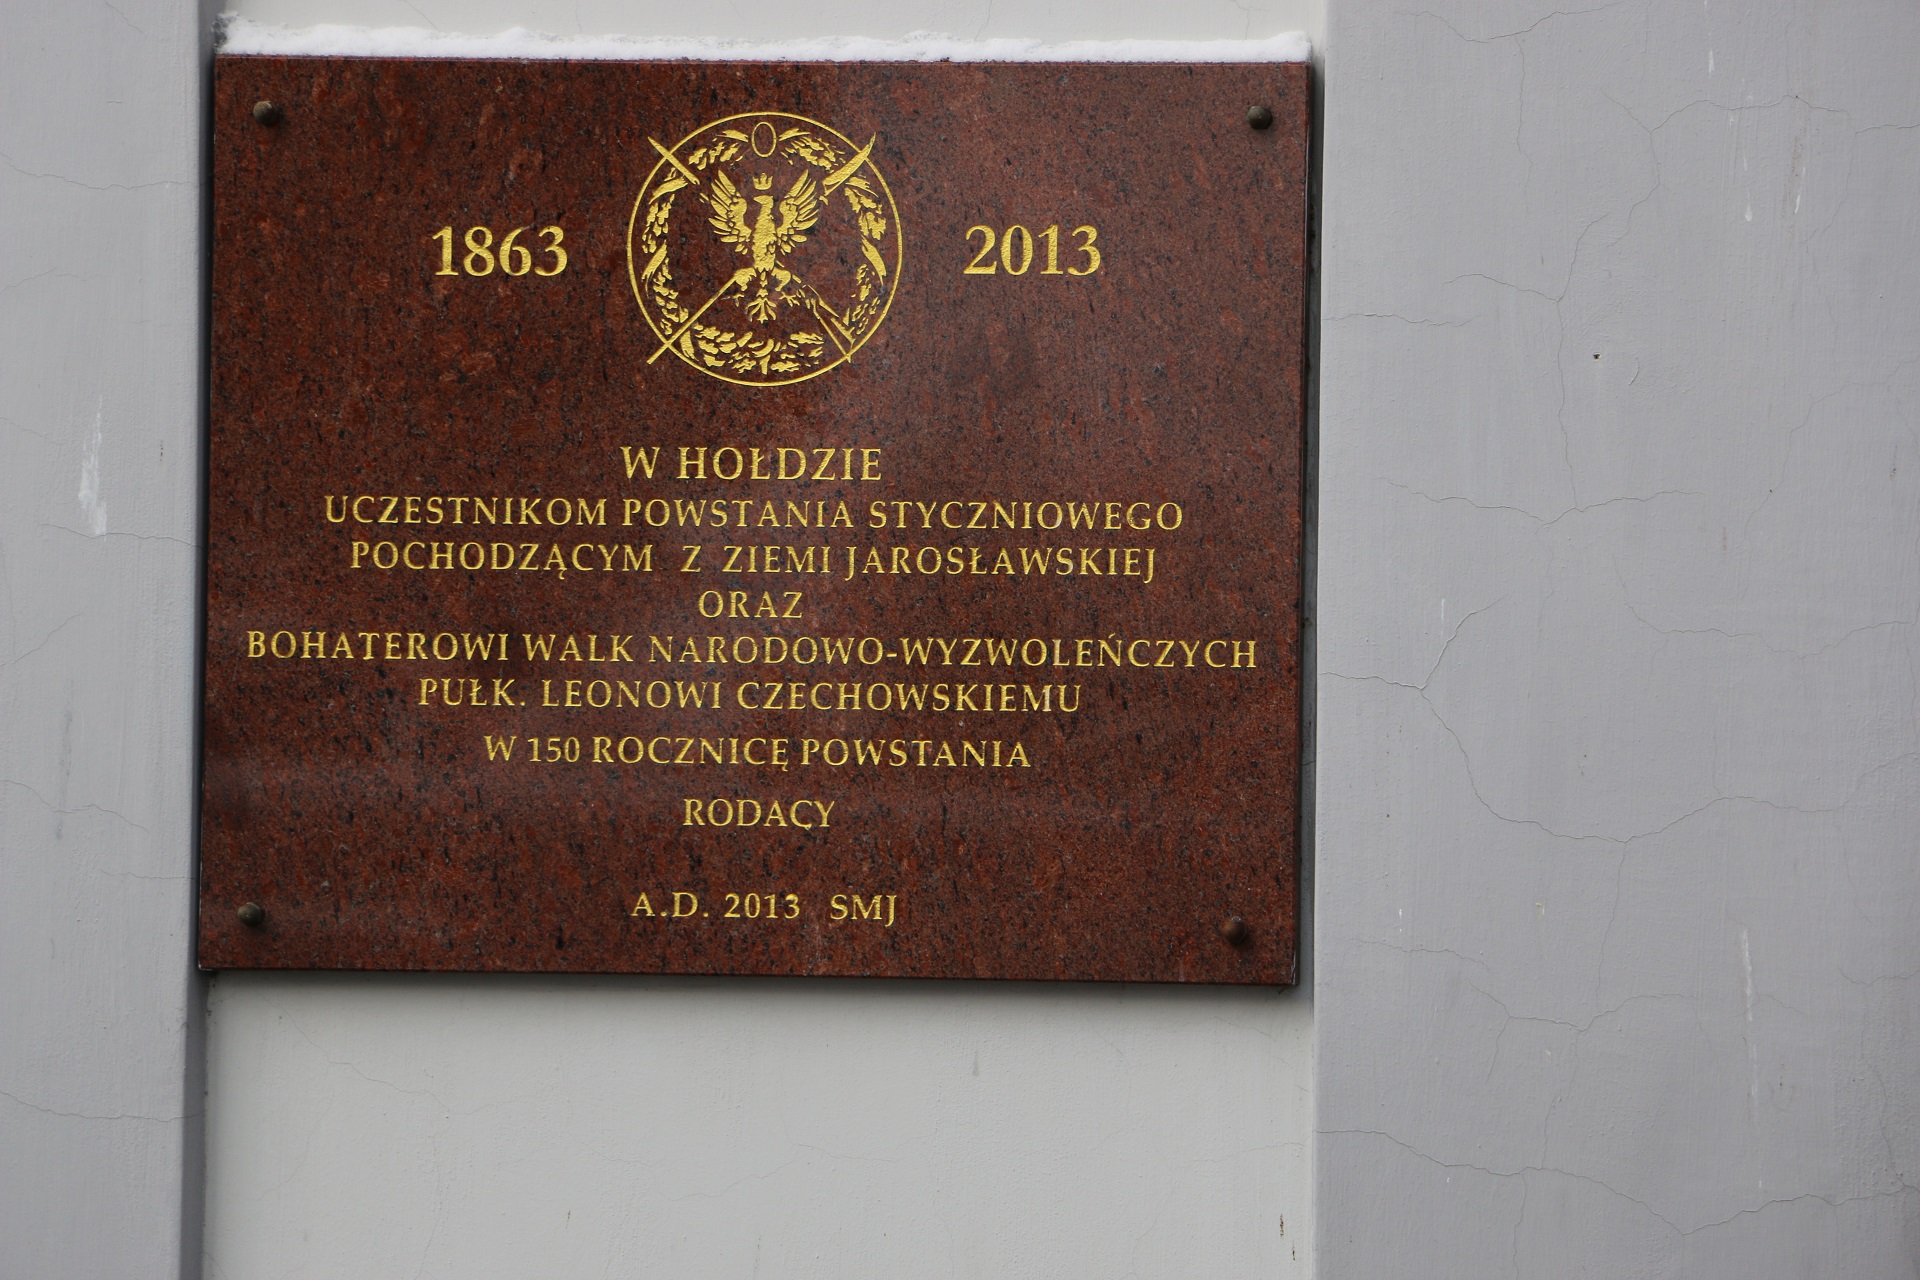 1863 2013
W HOŁDZIE
UCZESTNIKOM POWSTANIA STYCZNIOWEGO
POCHODZĄCYM Z ZIEMI JAROSŁAWSKIEJ
ORAZ
BOHATEROWI WALK NARODOWO-WYZWOLEŃCZYCH
PUŁK. LEONOWI CZECHOWSKIEMU
W 150 ROCZNICĘ POWSTANIA
RODACY
A.D. 2013 SMJ